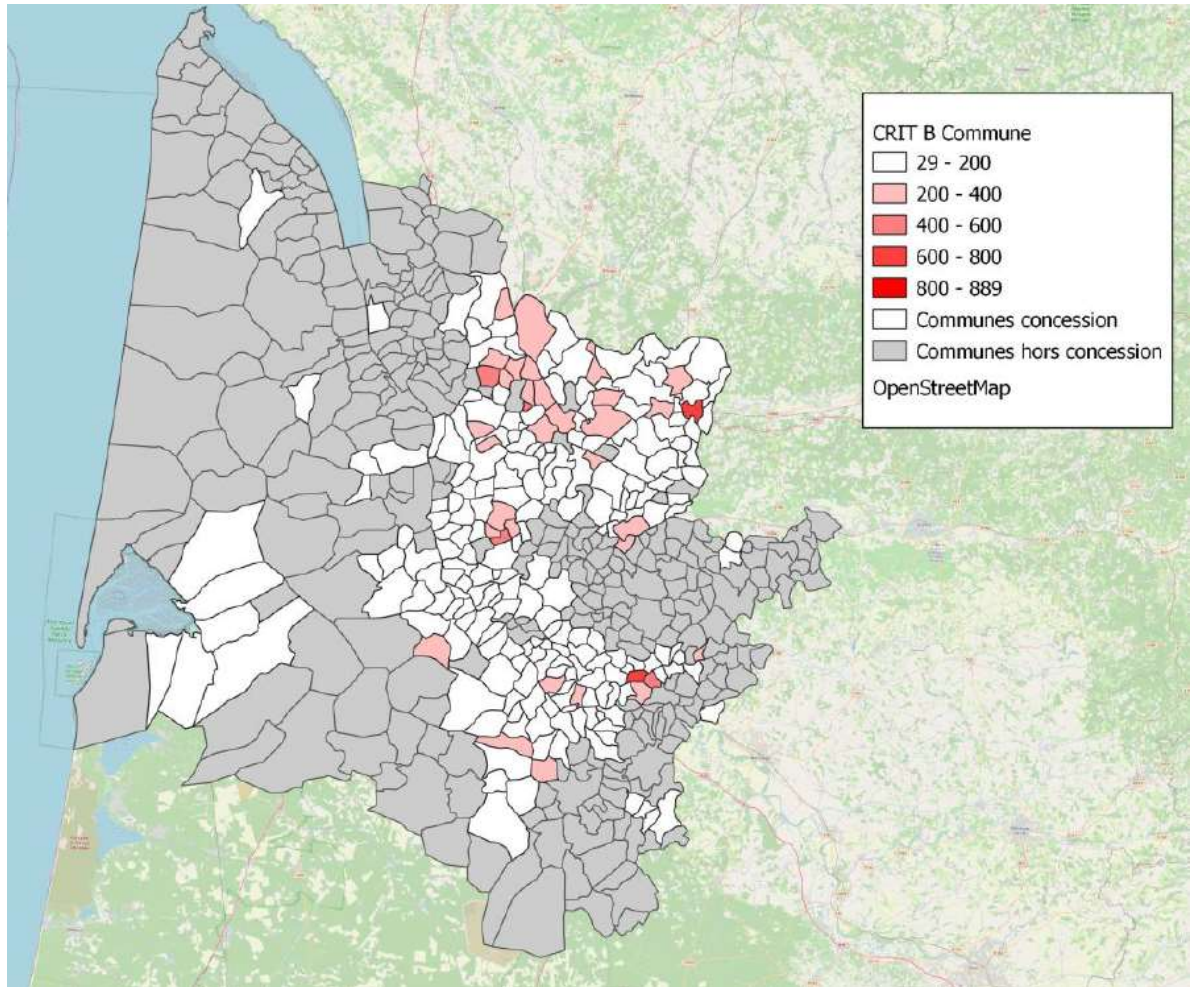 CRIT B Commune
29 - 200
200 - 400
400 - 600
600 - 800
800 - 889
Communes concession
Communes hors concession
OpenStreetMap